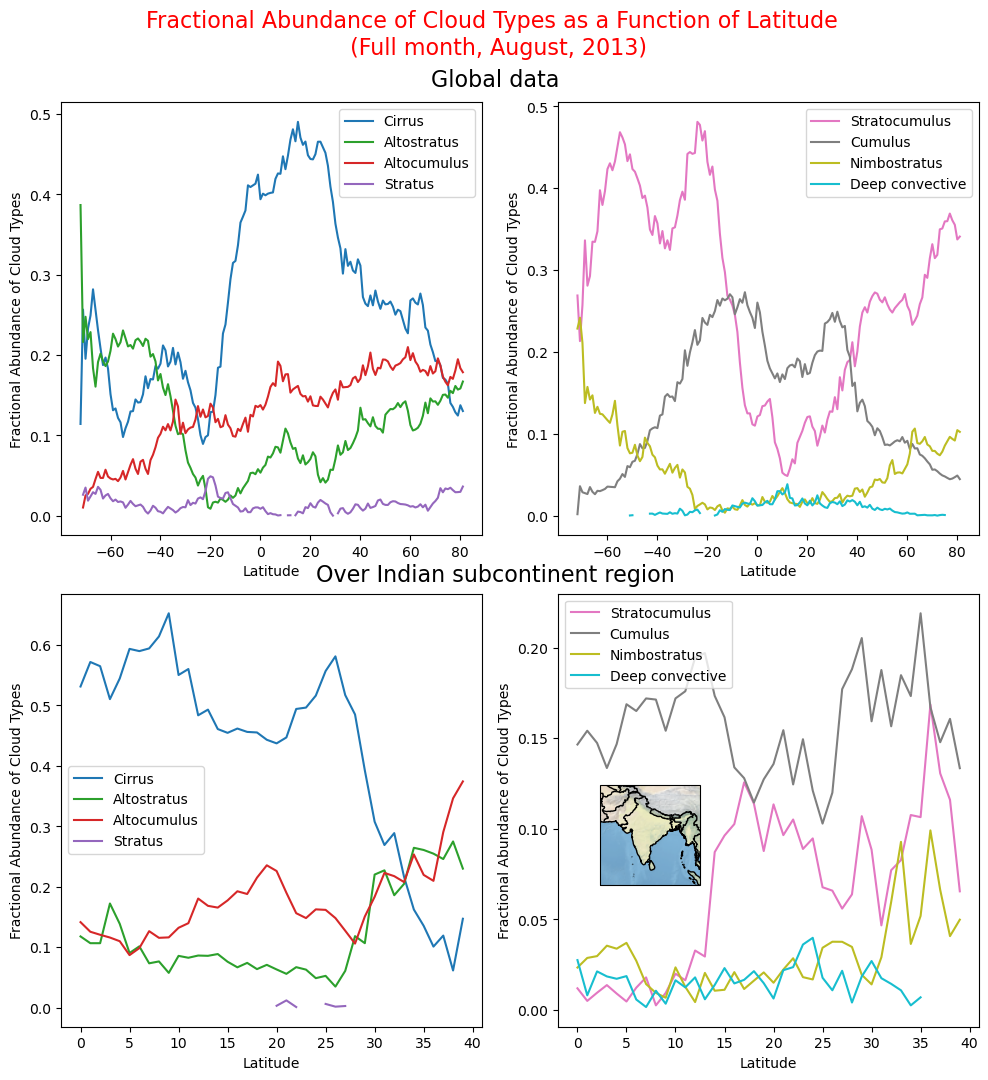 Fractional Abundance of Cloud Types as a Function of Latitude
(Full month, August, 2013)
Global data
Fractional Abundance of Cloud Types
0.5
0.4
0.3
0.2
0.1
0.0
Cirrus
Altostratus
Altocumulus
Stratus
−60 −40 −20 0 20 40 60 80
Latitude
Fractional Abundance of Cloud Types
0.5
0.4
0.3
0.2
0.1
0.0
Stratocumulus
Cumulus
Nimbostratus
Deep convective
−60 −40 −20 0 20 40 60 80
Latitude
Over Indian subcontinent region
Fractional Abundance of Cloud Types
0.6
0.5
0.4
0.3
0.2
0.1
0.0
Cirrus
Altostratus
Altocumulus
Stratus
0 5 10 15 20 25 30 35 40
Latitude
Fractional Abundance of Cloud Types
0.20
0.15
0.10
0.05
0.00
Stratocumulus
Cumulus
Nimbostratus
Deep convective
0 5 10 15 20 25 30 35 40
Latitude